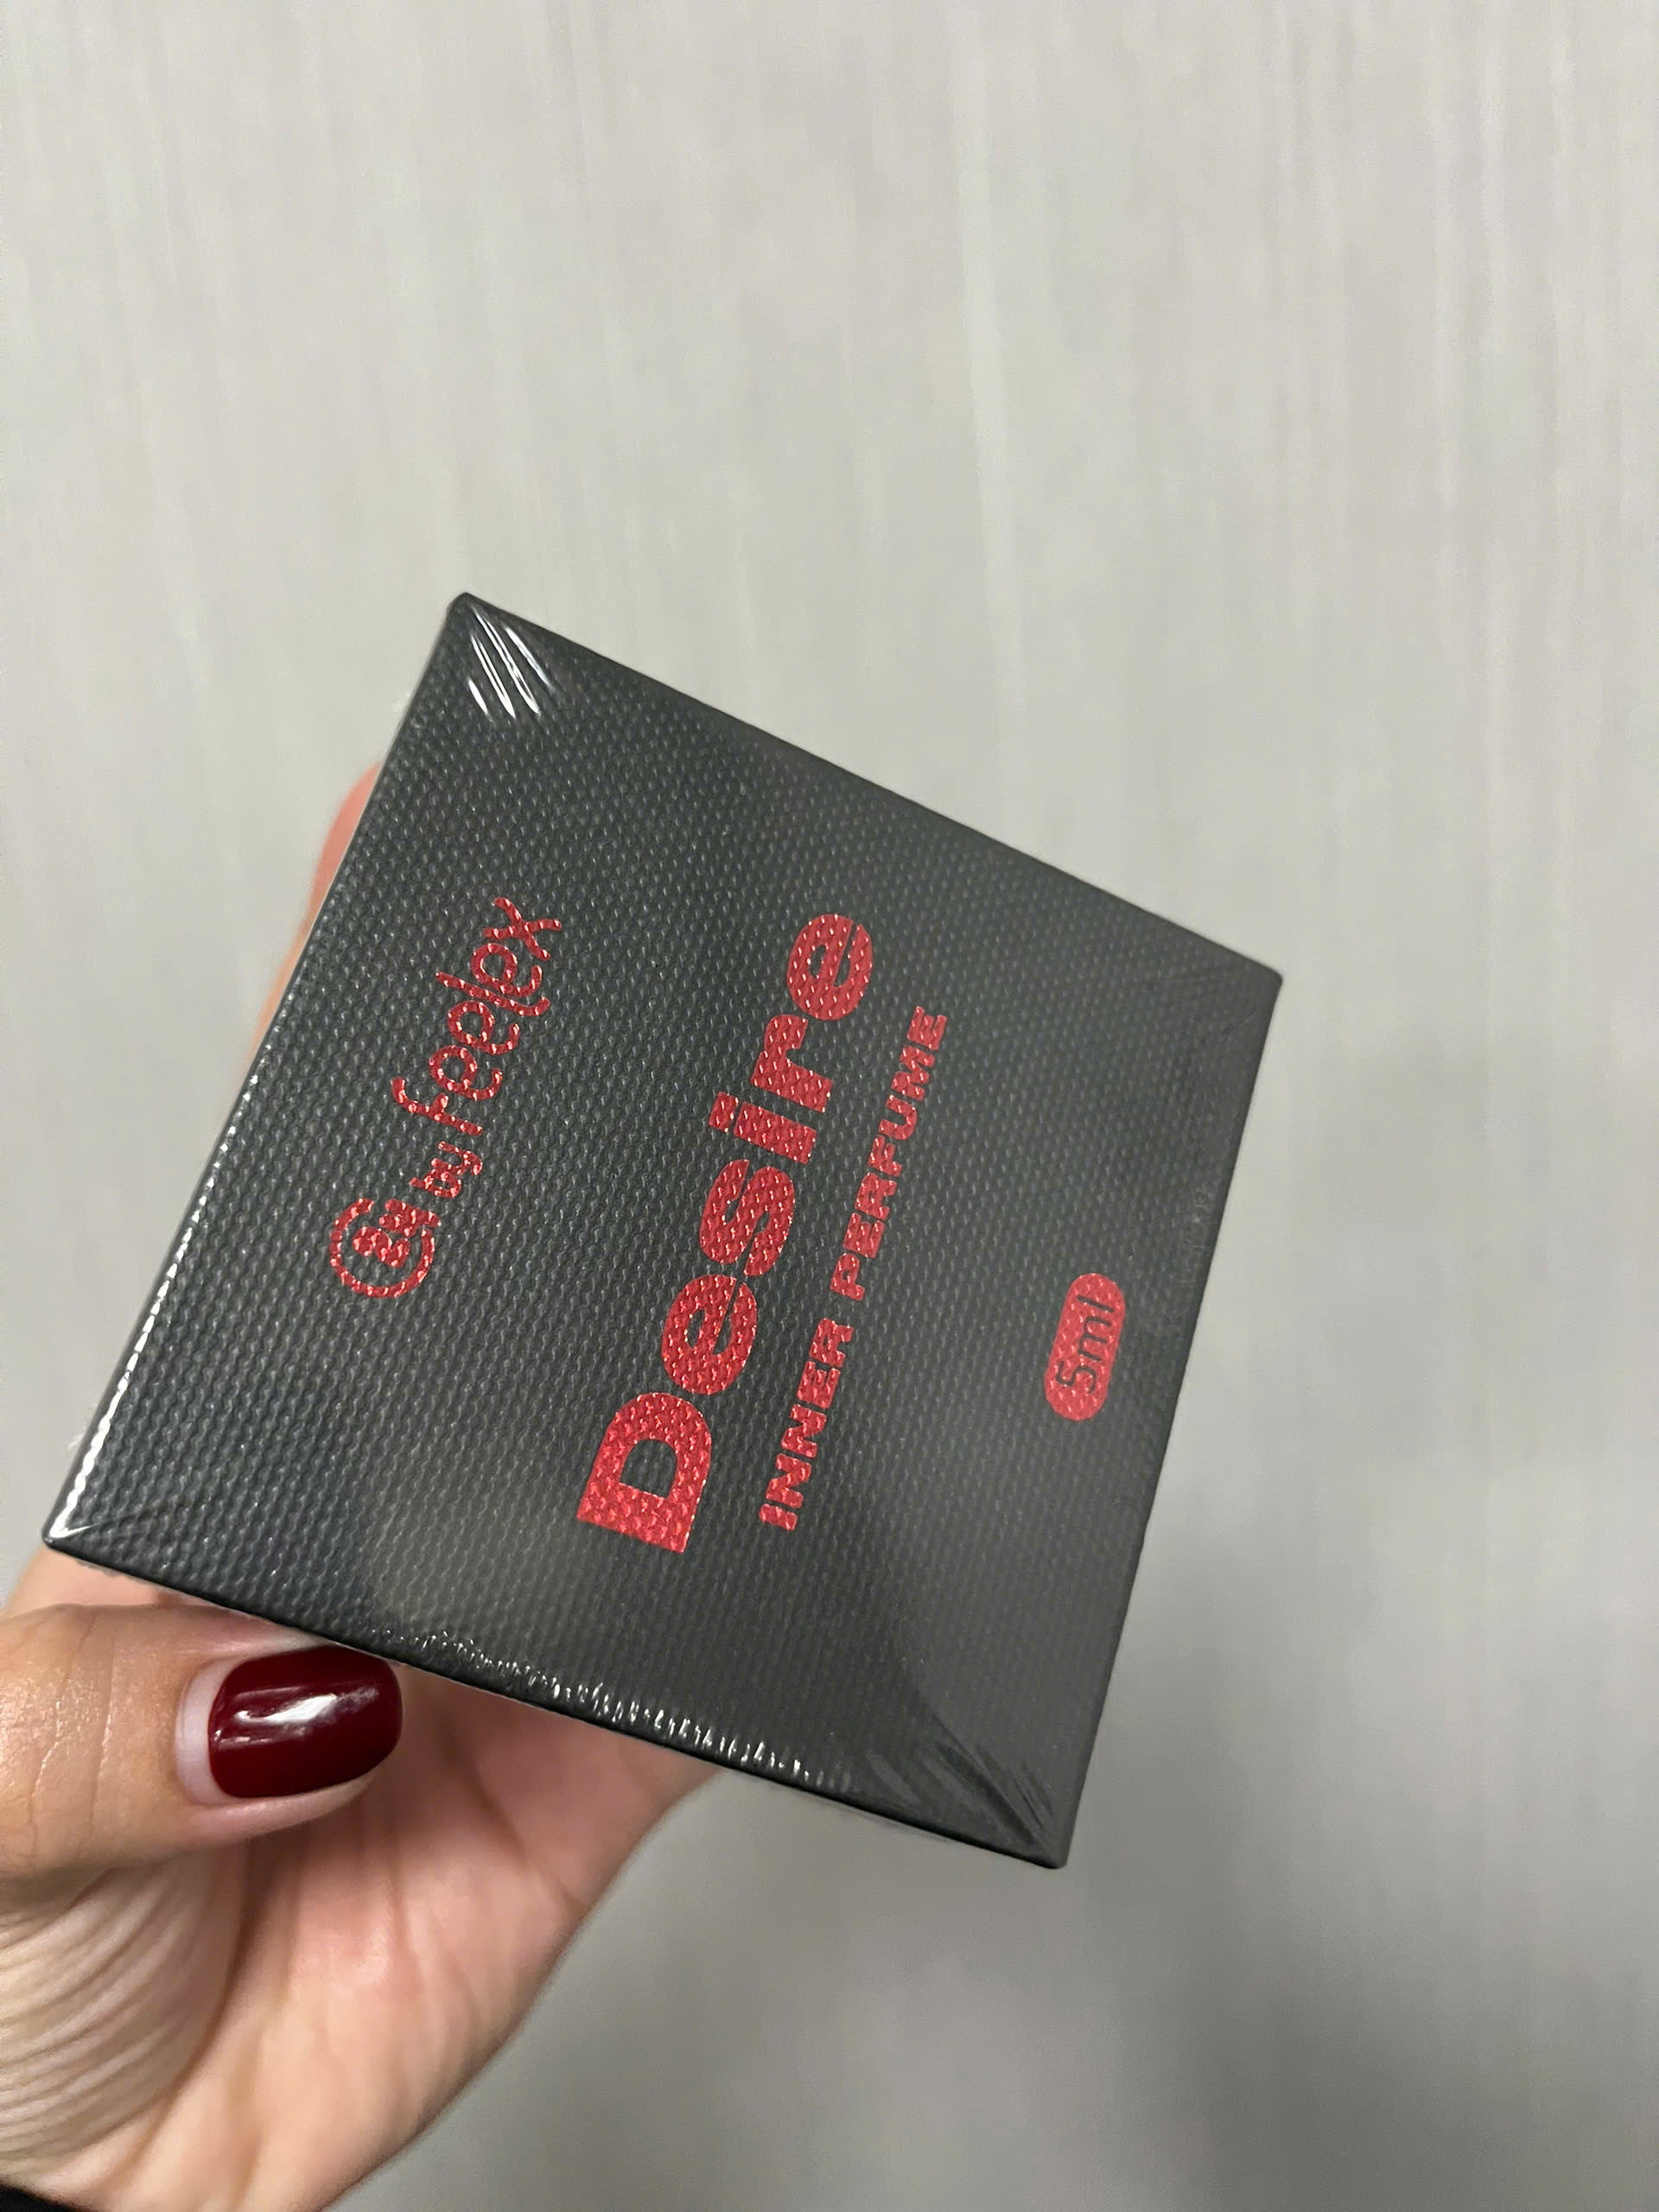 by feelex
Desire
INNER PERFUME
5ml